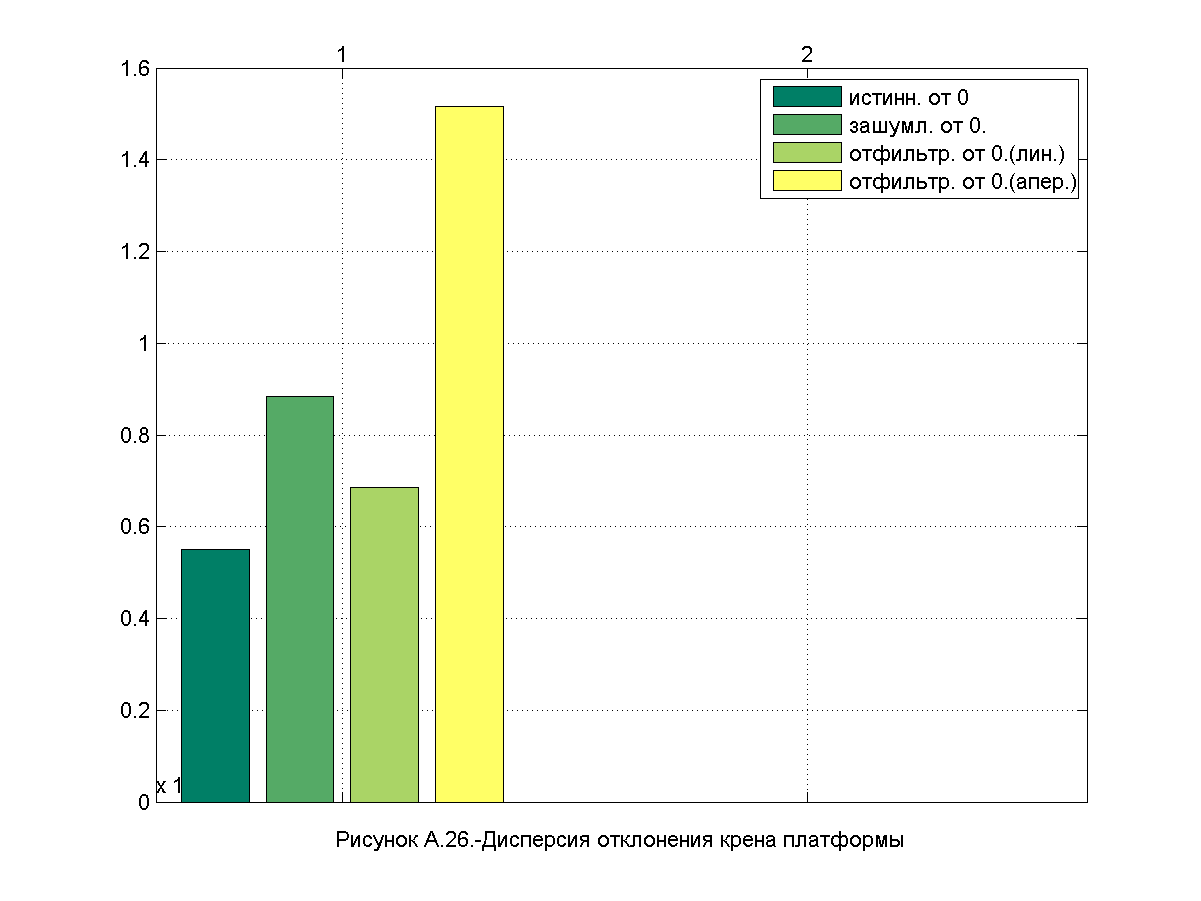 1 2
1.6
1.4
1.2
1
0.8
0.6
0.4
0.2
0
x 1
истинн. от 0
зашумл. от 0.
отфильтр. от 0.(лин.)
отфильтр. от 0.(апер.)
Рисунок А.26.-Дисперсия отклонения крена платформы